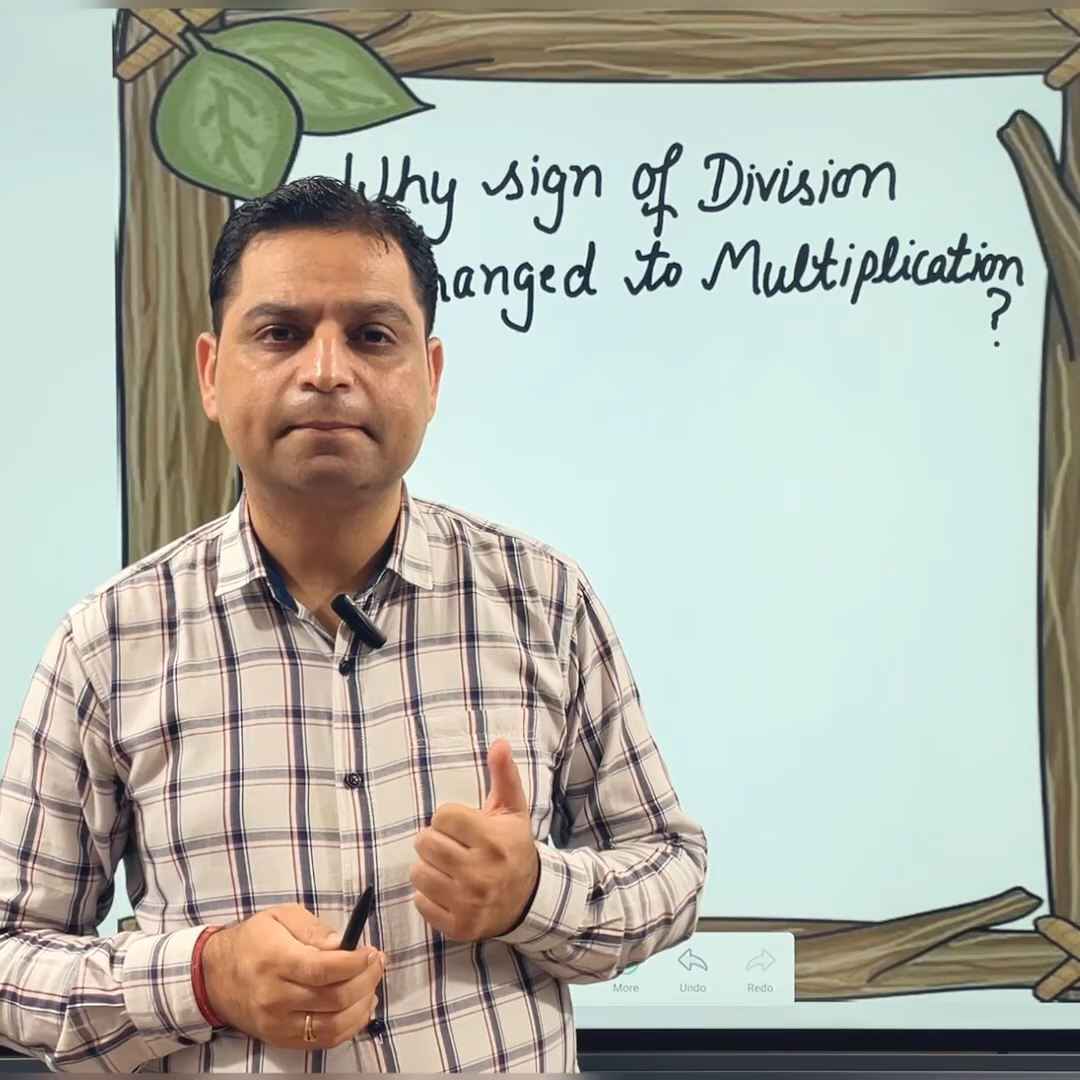 Why sign of Division
hanged to Multiplication
?
More Undo Redo